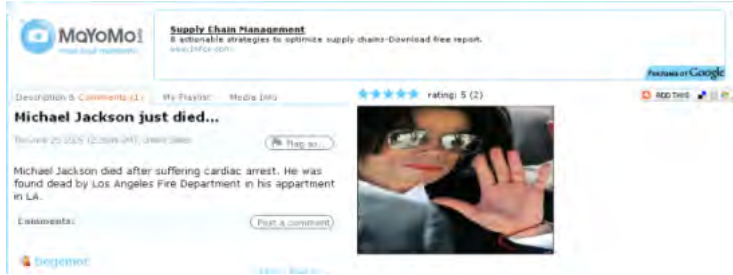 MaYoMo
Supply Chain Management
8 actionable strategies to optimize supply chains-Download free report.
Features by Google
Description & Comments (1) My Playlist Media Info
rating: 5 (2)
ADD THIS
Michael Jackson just died...
Flag as...
Michael Jackson died after suffering cardiac arrest. He was
found dead by Los Angeles Fire Department in his appartment
in LA.
Comments:
Post a comment
begemot